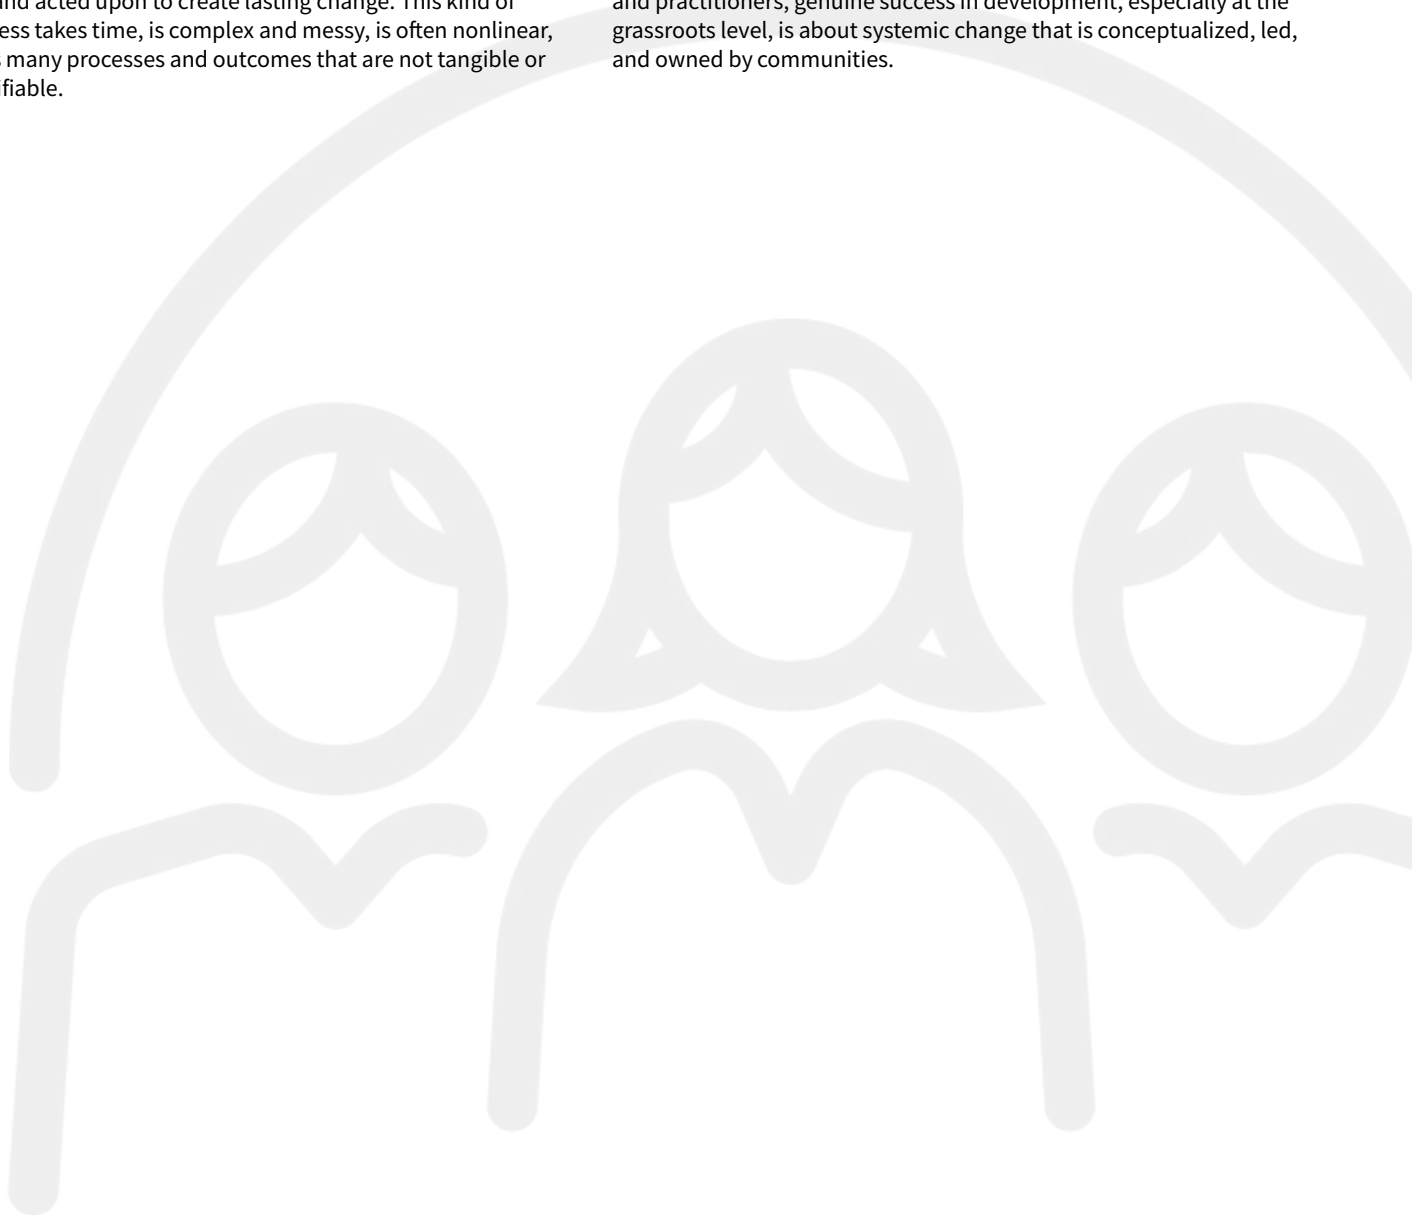 and acted upon to create lasting change. This kind of
takes time, is complex and messy, is often nonlinear,
many processes and outcomes that are not tangible or
and practitioners, genuine success in development, especially at the
grassroots level, is about systemic change that is conceptualized, led,
and owned by communities.